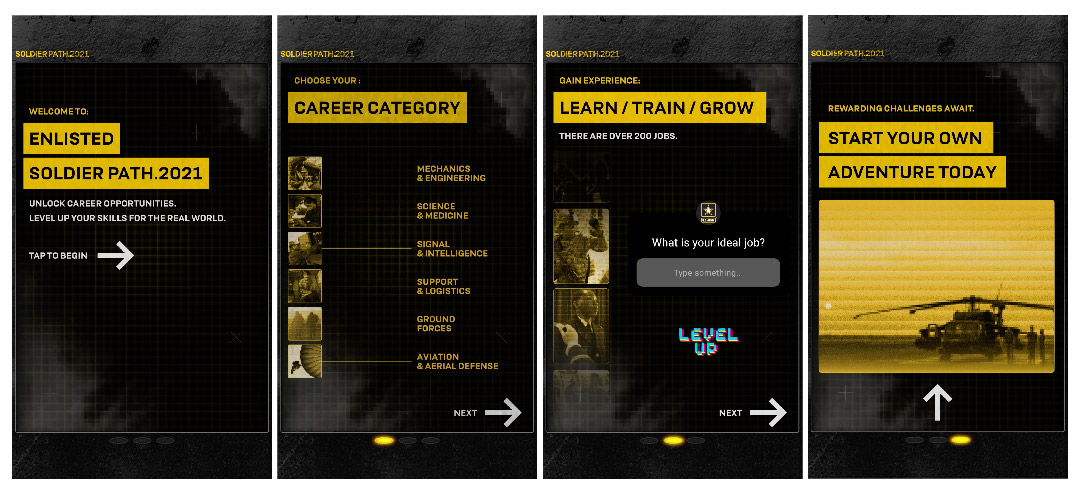 SOLDIER PATH.2021
WELCOME TO:
ENLISTED
SOLDIER PATH.2021
UNLOCK CAREER OPPORTUNITIES.
LEVEL UP YOUR SKILLS FOR THE REAL WORLD.
TAP TO BEGIN
SOLDIER PATH.2021
CHOOSE YOUR :
CAREER CATEGORY
MECHANICS
& ENGINEERING
SCIENCE
& MEDICINE
SIGNAL
& INTELLIGENCE
SUPPORT
& LOGISTICS
GROUND
FORCES
AVIATION
& AERIAL DEFENSE
NEXT
SOLDIER PATH.2021
GAIN EXPERIENCE:
LEARN / TRAIN / GROW
THERE ARE OVER 200 JOBS.
What is your ideal job?
Type something...
LEVEL
UP
NEXT
SOLDIER PATH.2021
REWARDING CHALLENGES AWAIT.
START YOUR OWN
ADVENTURE TODAY